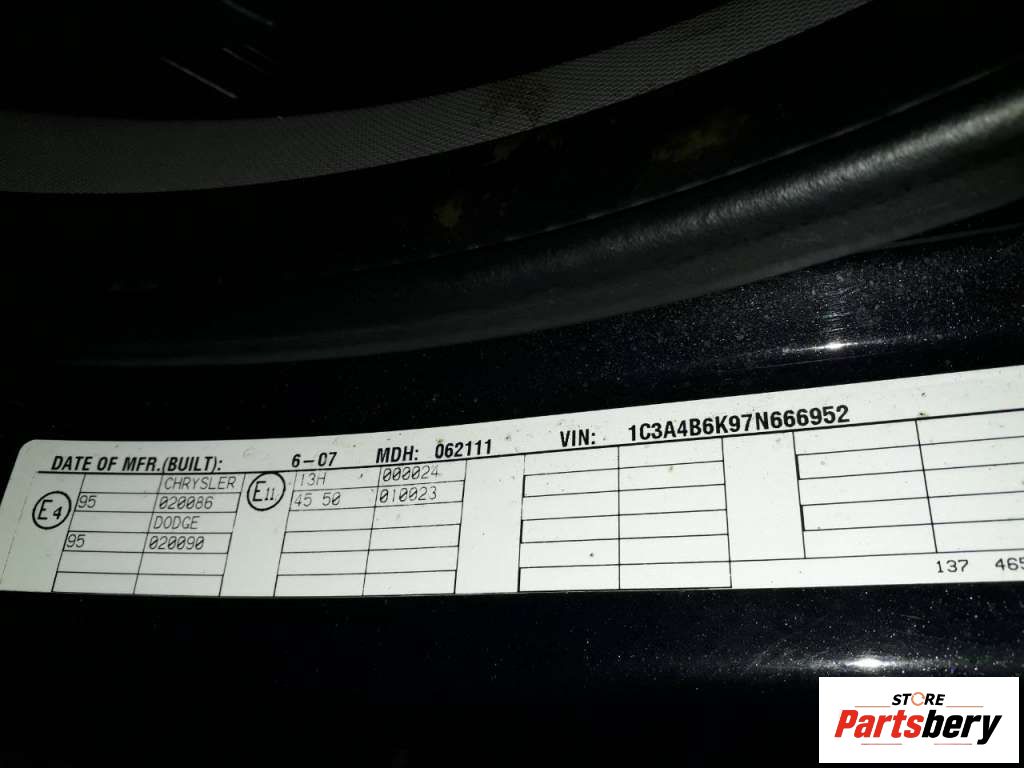 DATE OF MFR.(BUILT): 6-07 MDH: 062111 VIN: 1C3A4B6K97N666952
CHRYSLER 13H 000024
E4 95 020086 E11 45 50 010023
DODGE
95 020090
137 465
STORE
Partsbery